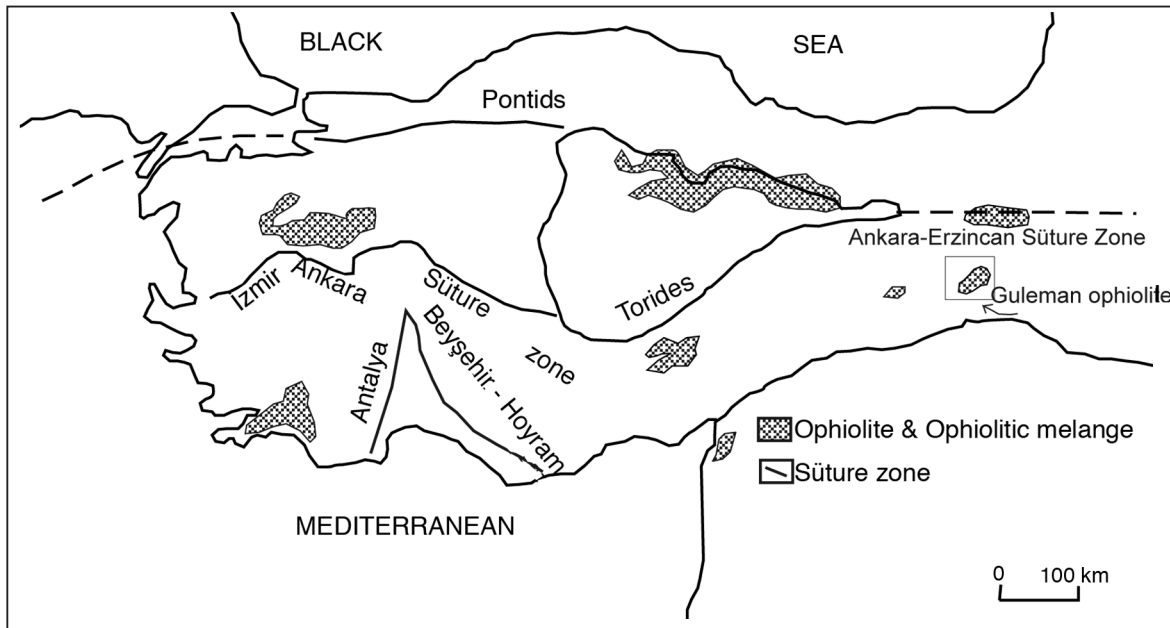 BLACK
SEA
Pontids
Ankara-Erzincan Süture Zone
Guleman ophiolite
Izmir Ankara Süture zone
Torides
Antalya
Beyşehir - Hoyram
Ophiolite & Ophiolitic melange
Süture zone
MEDITERRANEAN
0 100 km